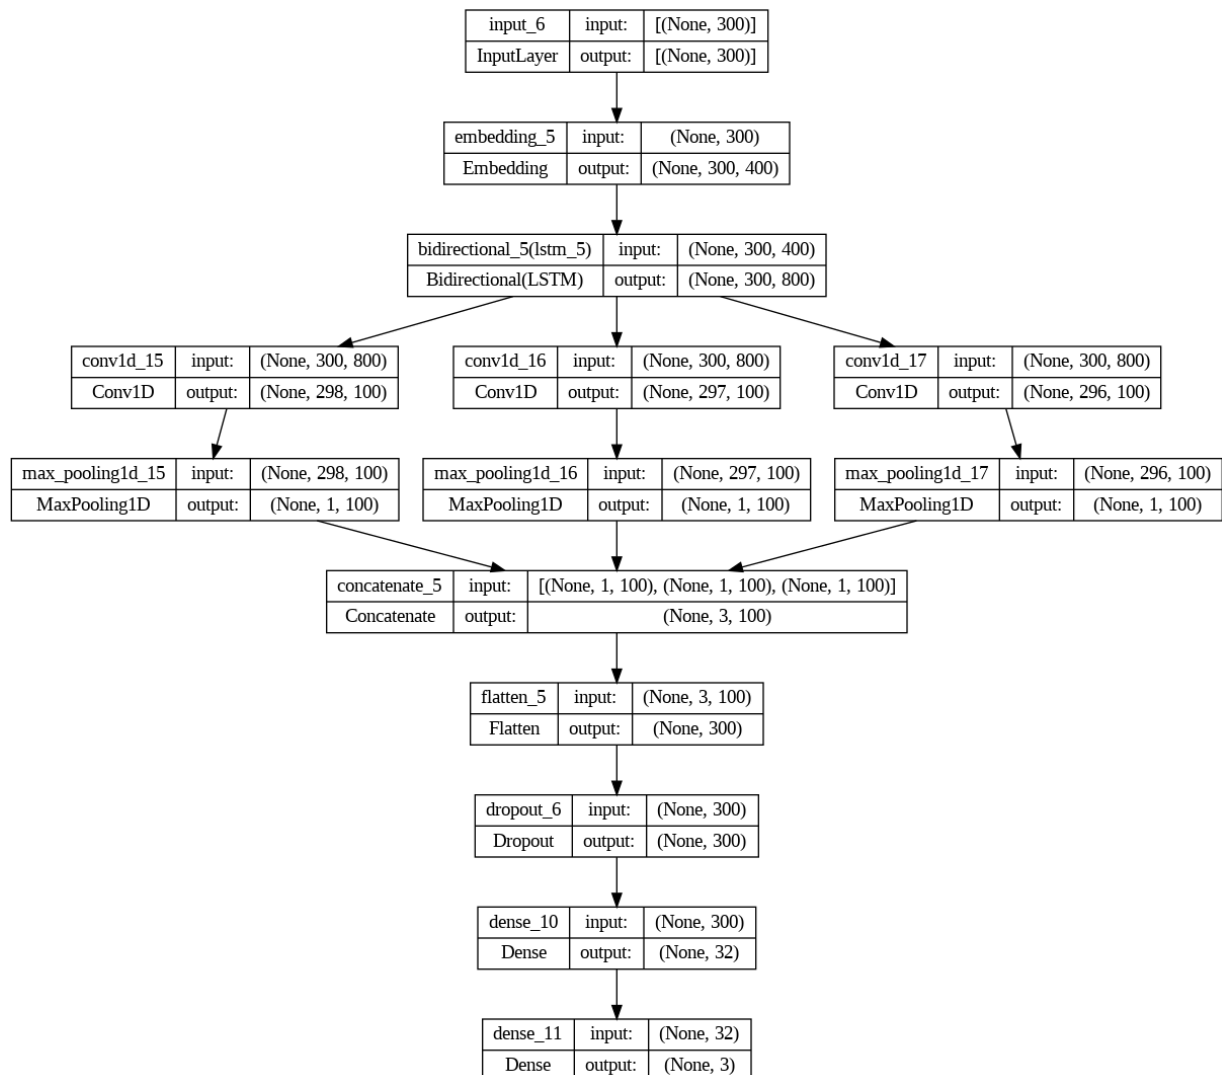 input_6 input: [(None, 300)]
InputLayer output: [(None, 300)]
embedding_5 input: (None, 300)
Embedding output: (None, 300, 400)
bidirectional_5(lstm_5) input: (None, 300, 400)
Bidirectional(LSTM) output: (None, 300, 800)
conv1d_15 input: (None, 300, 800)
Conv1D output: (None, 298, 100)
conv1d_16 input: (None, 300, 800)
Conv1D output: (None, 297, 100)
conv1d_17 input: (None, 300, 800)
Conv1D output: (None, 296, 100)
max_pooling1d_15 input: (None, 298, 100)
MaxPooling1D output: (None, 1, 100)
max_pooling1d_16 input: (None, 297, 100)
MaxPooling1D output: (None, 1, 100)
max_pooling1d_17 input: (None, 296, 100)
MaxPooling1D output: (None, 1, 100)
concatenate_5 input: [(None, 1, 100), (None, 1, 100), (None, 1, 100)]
Concatenate output: (None, 3, 100)
flatten_5 input: (None, 3, 100)
Flatten output: (None, 300)
dropout_6 input: (None, 300)
Dropout output: (None, 300)
dense_10 input: (None, 300)
Dense output: (None, 32)
dense_11 input: (None, 32)
Dense output: (None, 3)